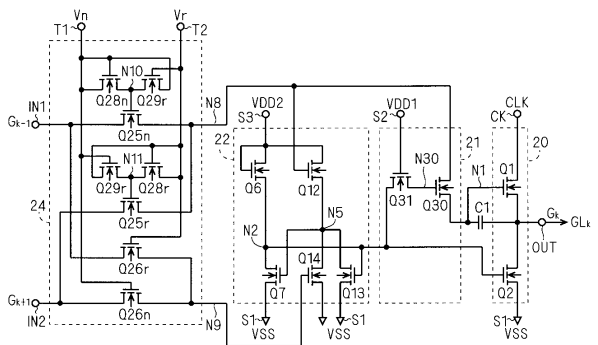 Vn Vr
T1 T2
N10
Q28n Q29r
N8
IN1
Gk-1
Q25n
N11
Q29r Q28r
Q25r
24
Q26r
Gk+1
IN2
Q26n
N9
VDD2
S3
22
Q6 Q12
N5
N2
Q14
Q7 Q13
S1 S1
VSS VSS
VDD1
S2
21
N30
Q31 Q30
CLK
CK
20
N1 Q1
C1
Gk
GLk
OUT
Q2
S1
VSS